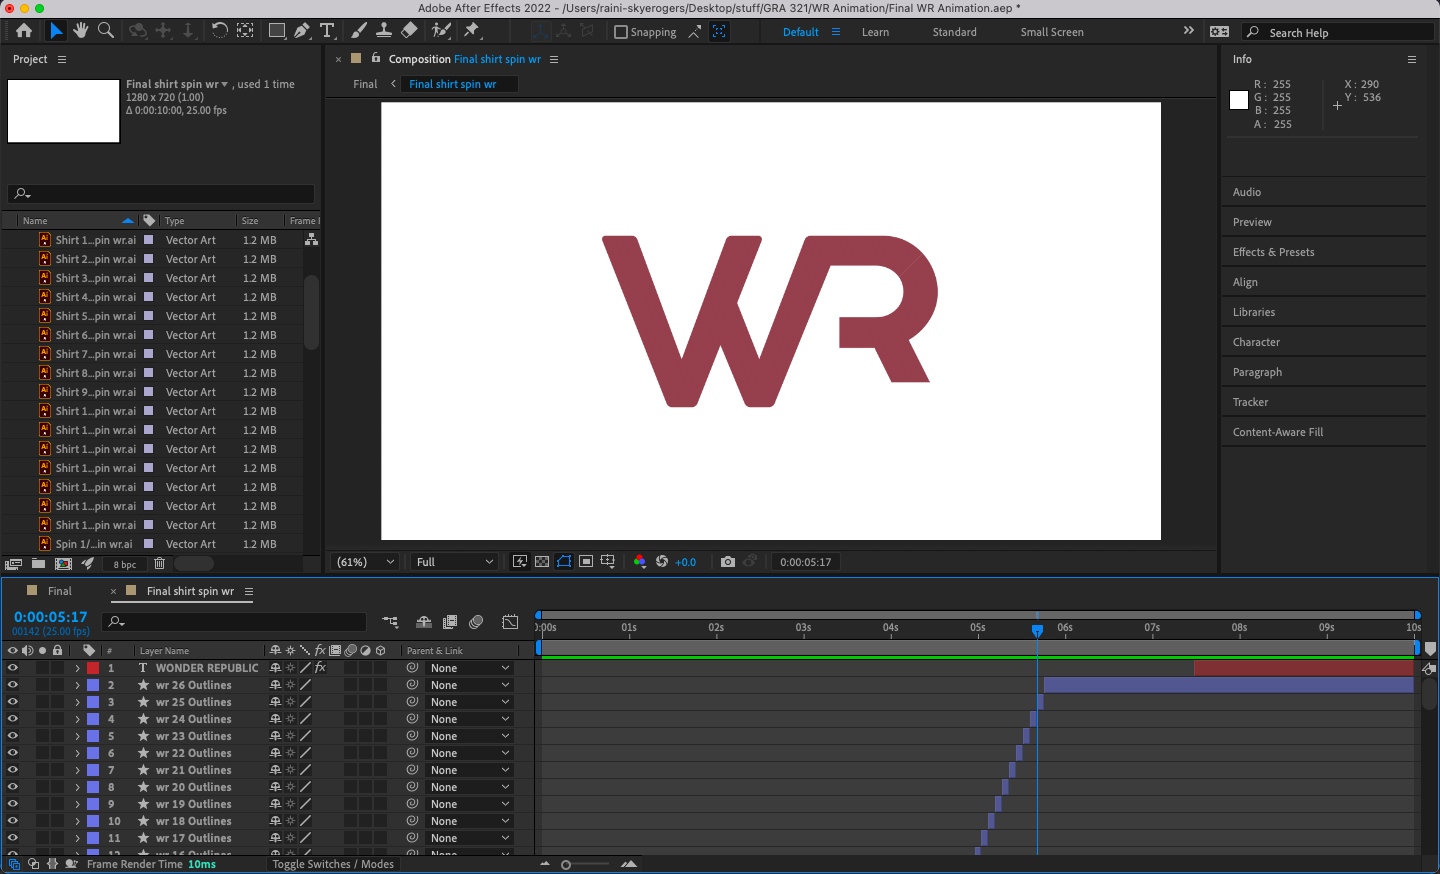 Adobe After Effects 2022 - /Users/raini-skyerogers/Desktop/stuff/GRA 321/WR Animation/Final WR Animation.aep *
Snapping
Default
Learn
Standard
Small Screen
Search Help
Project
Final shirt spin wr , used 1 time
1280 x 720 (1.00)
Δ 0:00:10:00, 25.00 fps
Name Type Size Frame
Shirt 1...pin wr.ai Vector Art 1.2 MB
Shirt 2...pin wr.ai Vector Art 1.2 MB
Shirt 3...pin wr.ai Vector Art 1.2 MB
Shirt 4...pin wr.ai Vector Art 1.2 MB
Shirt 5...pin wr.ai Vector Art 1.2 MB
Shirt 6...pin wr.ai Vector Art 1.2 MB
Shirt 7...pin wr.ai Vector Art 1.2 MB
Shirt 8...pin wr.ai Vector Art 1.2 MB
Shirt 9...pin wr.ai Vector Art 1.2 MB
Shirt 1...pin wr.ai Vector Art 1.2 MB
Shirt 1...pin wr.ai Vector Art 1.2 MB
Shirt 1...pin wr.ai Vector Art 1.2 MB
Shirt 1...pin wr.ai Vector Art 1.2 MB
Shirt 1...pin wr.ai Vector Art 1.2 MB
Shirt 1...pin wr.ai Vector Art 1.2 MB
Shirt 1...pin wr.ai Vector Art 1.2 MB
Spin 1/...in wr.ai Vector Art 1.2 MB
8 bpc
Composition Final shirt spin wr
Final < Final shirt spin wr
WR
(61%)
Full
+0.0
0:00:05:17
Info
R : 255
G : 255
B : 255
A : 255
X : 290
Y : 536
Audio
Preview
Effects & Presets
Align
Libraries
Character
Paragraph
Tracker
Content-Aware Fill
Final
× Final shirt spin wr
0:00:05:17
00142 (25.00 fps)
# Layer Name fx Parent & Link
0:00s 01s 02s 03s 04s 05s 06s 07s 08s 09s 10s
1 T WONDER REPUBLIC fx None
2 wr 26 Outlines None
3 wr 25 Outlines None
4 wr 24 Outlines None
5 wr 23 Outlines None
6 wr 22 Outlines None
7 wr 21 Outlines None
8 wr 20 Outlines None
9 wr 19 Outlines None
10 wr 18 Outlines None
11 wr 17 Outlines None
12 wr 16 Outlines None
Frame Render Time 10ms
Toggle Switches / Modes